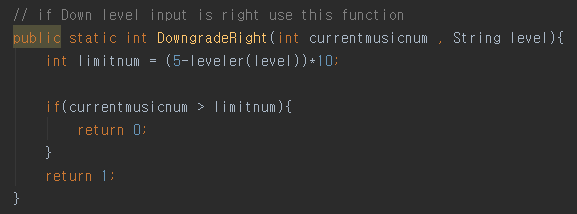 // if Down level input is right use this function
public static int DowngradeRight(int currentmusicnum , String level){
int limitnum = (5-leveler(level))*10;
if(currentmusicnum > limitnum){
return 0;
}
return 1;
}